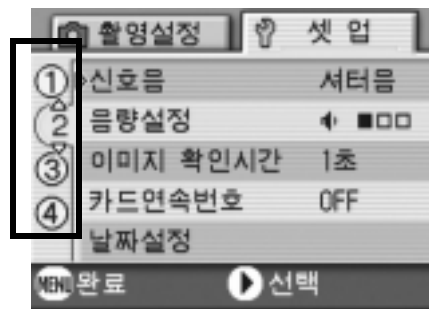 촬영설정 셋 업
① 신호음 셔터음
② 음량설정
③ 이미지 확인시간 1초
④ 카드연속번호 OFF
날짜설정
MENU 완료 선택